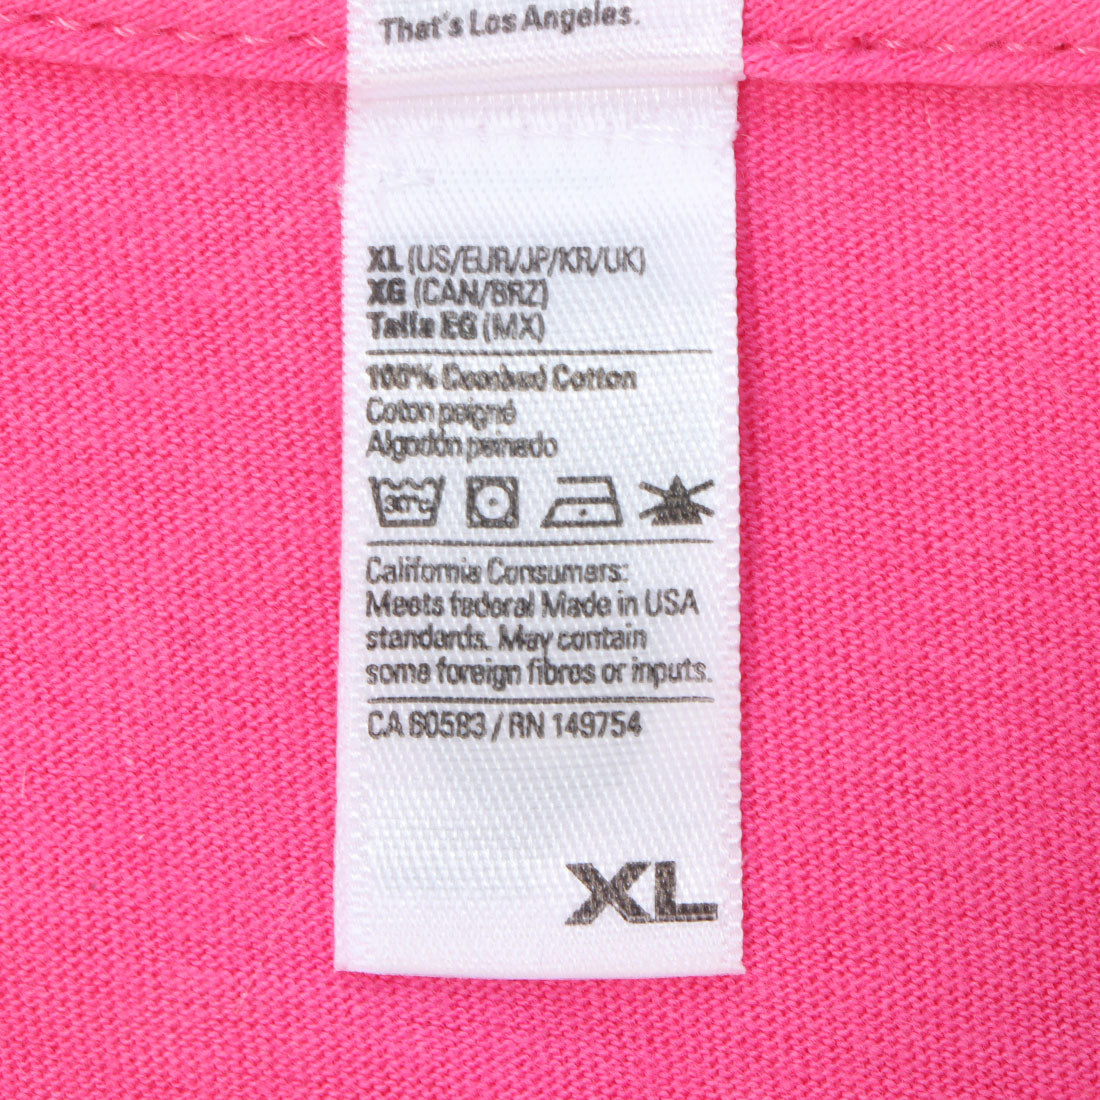 That's Los Angeles.
XL (US/EUR/JP/KR/UK)
XG (CAN/BRZ)
Talla EG (MX)
100% Combed Cotton
Coton peigné
Algodón peinado
30°C
California Consumers:
Meets federal Made in USA
standards. May contain
some foreign fibres or inputs.
CA 60583 / RN 149754
XL